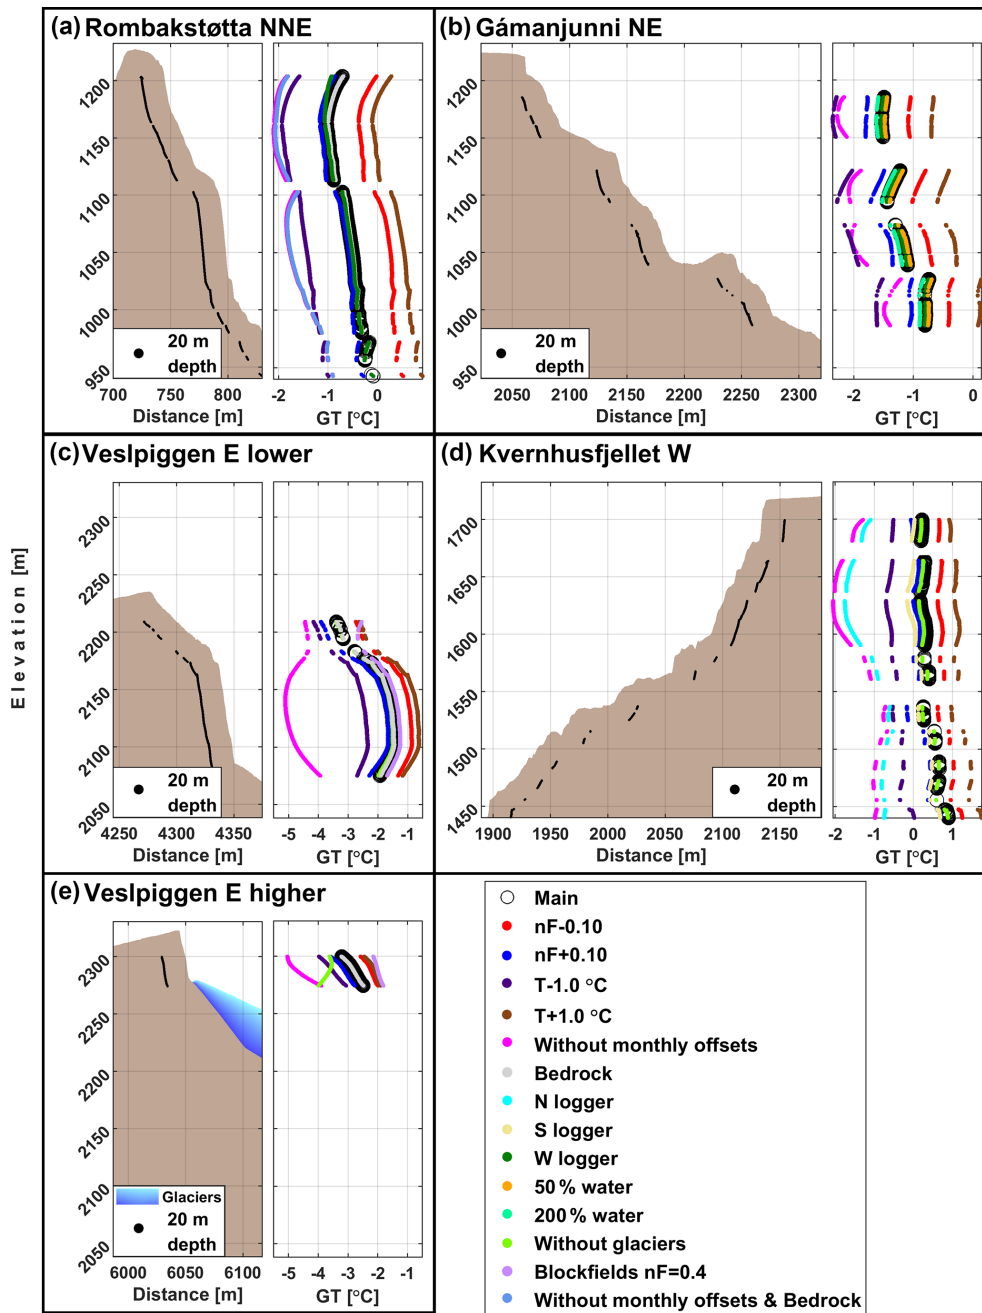 (a) Rombakstøtta NNE
1200
1150
1100
1050
1000
950
20 m
depth
700 750 800
Distance [m]
-2 -1 0
GT [°C]
(b) Gámanjunni NE
1200
1150
1100
1050
1000
950
20 m
depth
2050 2100 2150 2200 2250 2300
Distance [m]
-2 -1 0
GT [°C]
Elevation [m]
(c) Veslpiggen E lower
2300
2250
2200
2150
2100
2050
20 m
depth
4250 4300 4350
Distance [m]
-5 -4 -3 -2 -1
GT [°C]
(d) Kvernhusfjellet W
1700
1650
1600
1550
1500
1450
20 m
depth
1900 1950 2000 2050 2100 2150
Distance [m]
-2 -1 0 1
GT [°C]
(e) Veslpiggen E higher
2300
2250
2200
2150
2100
2050
Glaciers
20 m
depth
6000 6050 6100
Distance [m]
-5 -4 -3 -2 -1
GT [°C]
Main
nF-0.10
nF+0.10
T-1.0 °C
T+1.0 °C
Without monthly offsets
Bedrock
N logger
S logger
W logger
50 % water
200 % water
Without glaciers
Blockfields nF=0.4
Without monthly offsets & Bedrock